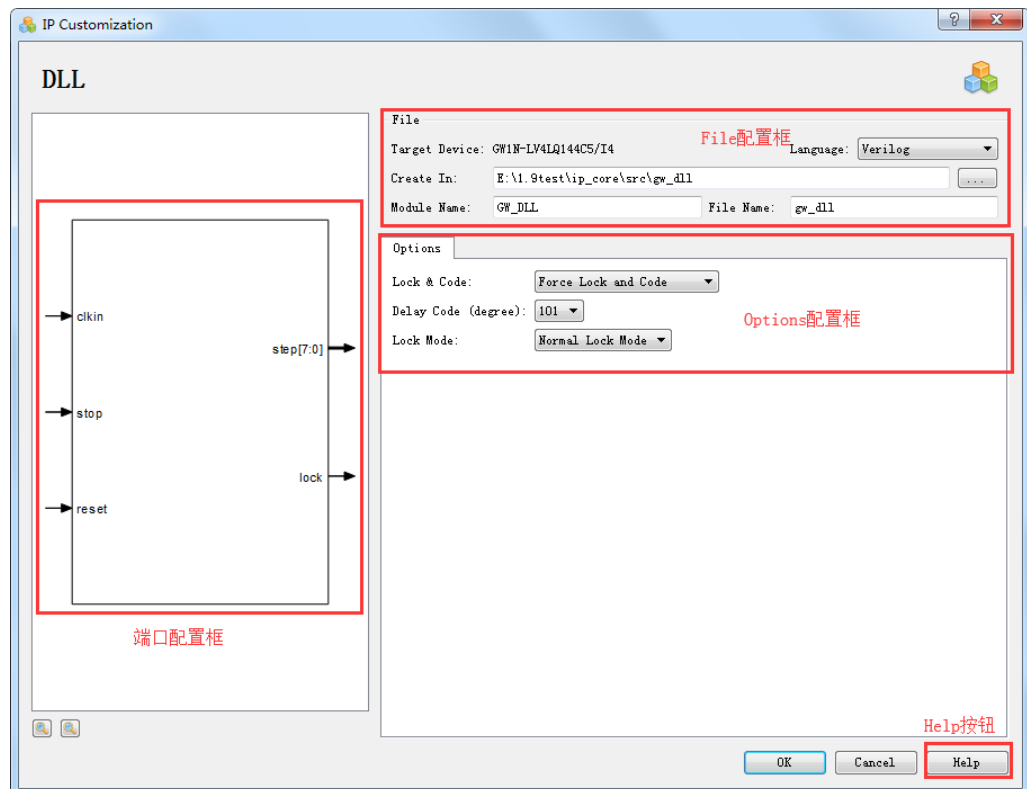 IP Customization
DLL
File
File配置框
Target Device: GW1N-LV4LQ144C5/I4
Language: Verilog
Create In: E:\1.9test\ip_core\src\gw_dll
...
Module Name: GW_DLL
File Name: gw_dll
Options
Lock & Code: Force Lock and Code
Delay Code (degree): 101
Lock Mode: Normal Lock Mode
Options配置框
clkin
step[7:0]
stop
lock
reset
端口配置框
Help按钮
OK
Cancel
Help